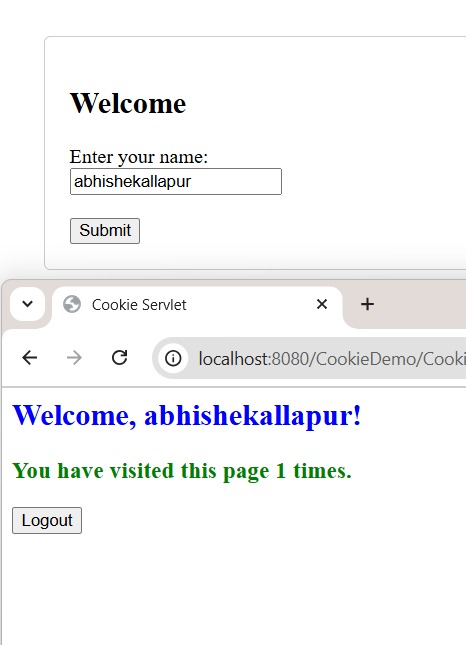 Welcome
Enter your name:
abhishekallapur
Submit
Cookie Servlet
localhost:8080/CookieDemo/Cooki
Welcome, abhishekallapur!
You have visited this page 1 times.
Logout